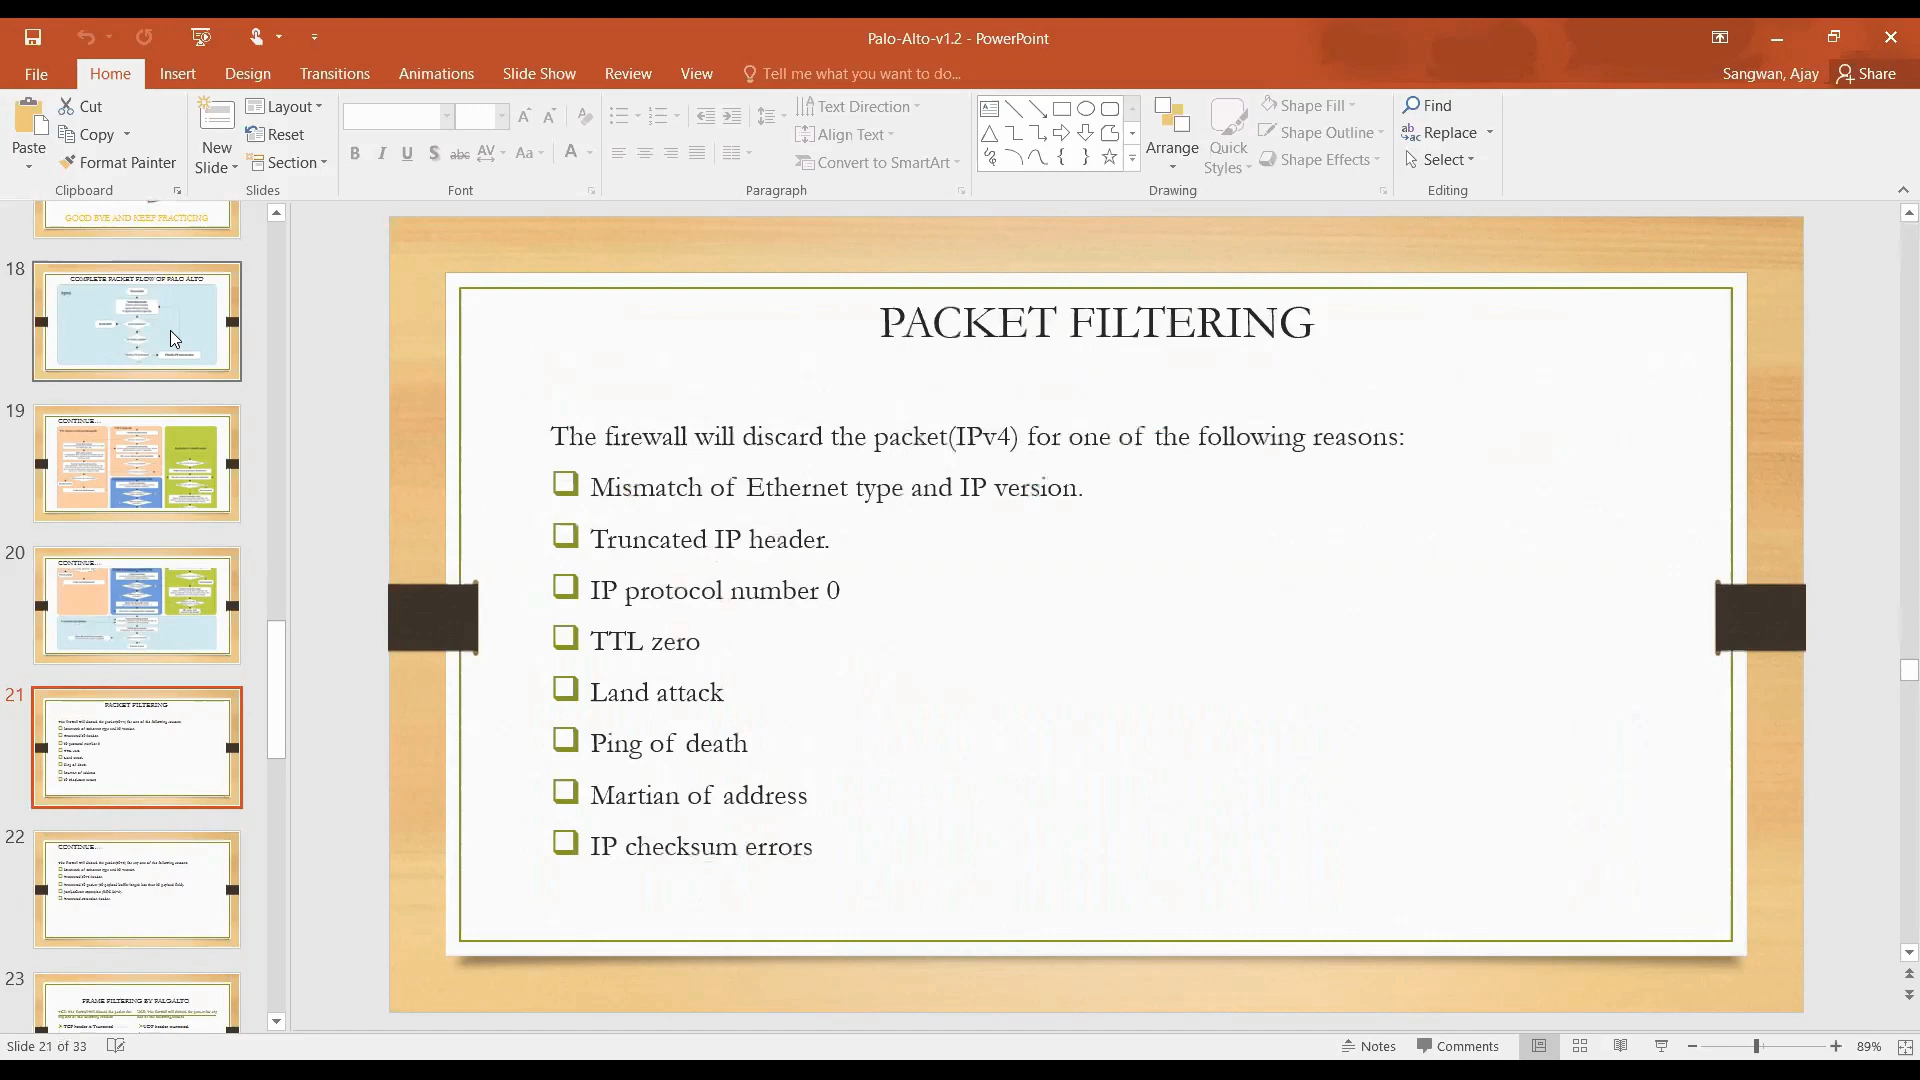 Palo-Alto-v1.2 - PowerPoint
File Home Insert Design Transitions Animations Slide Show Review View Tell me what you want to do... Sangwan, Ajay Share
Paste
Cut
Copy
Format Painter
Clipboard
New
Slide
Layout
Reset
Section
Slides
Font
Text Direction
Align Text
Convert to SmartArt
Paragraph
Arrange
Quick
Styles
Shape Fill
Shape Outline
Shape Effects
Drawing
Find
Replace
Select
Editing
GOOD BYE AND KEEP PRACTICING
18
COMPLETE PACKET FLOW OF PALO ALTO
19
CONTINUE...
20
CONTINUE...
21
PACKET FILTERING
22
CONTINUE...
23
FRAME FILTERING BY PALOALTO
PACKET FILTERING
The firewall will discard the packet(IPv4) for one of the following reasons:
Mismatch of Ethernet type and IP version.
Truncated IP header.
IP protocol number 0
TTL zero
Land attack
Ping of death
Martian of address
IP checksum errors
Slide 21 of 33
Notes
Comments
89%